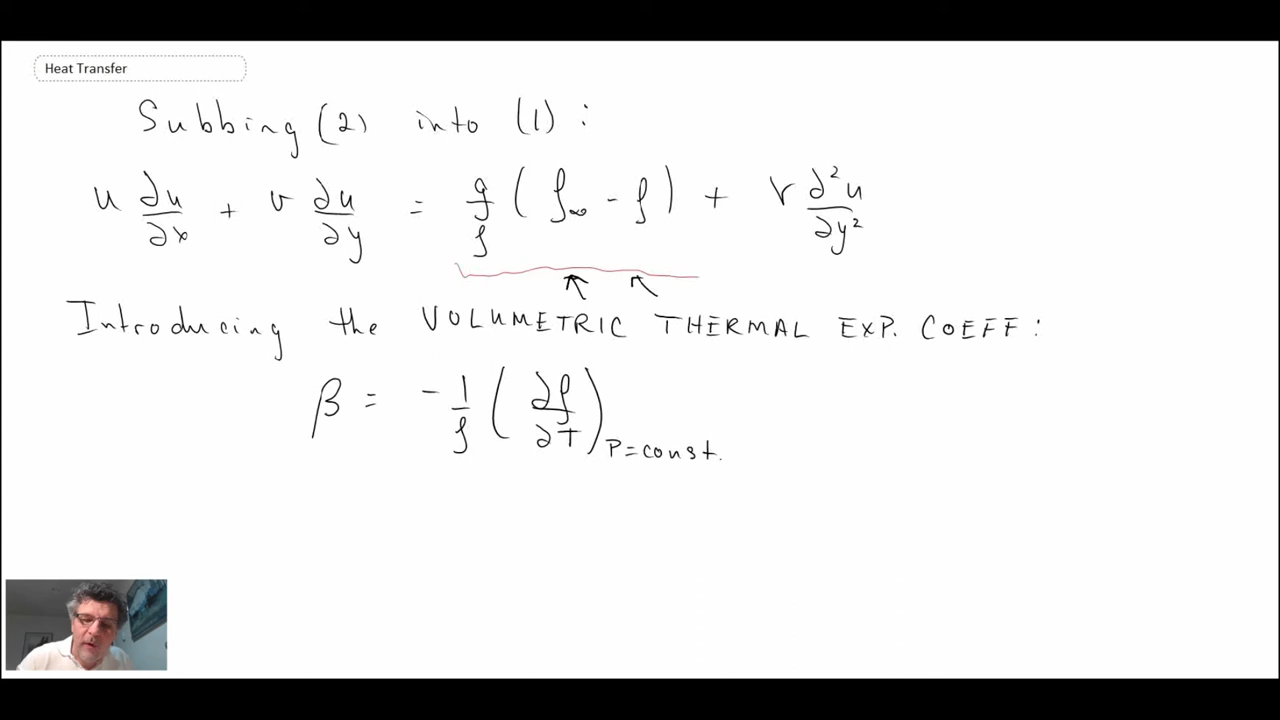 Heat Transfer
Subbing (2) into (1) :
u ∂u/∂x + v ∂u/∂y = g/ρ ( ρ∞ - ρ ) + ν ∂²u/∂y²
Introducing the VOLUMETRIC THERMAL EXP. COEFF :
β = - 1/ρ ( ∂ρ/∂T ) P=const.